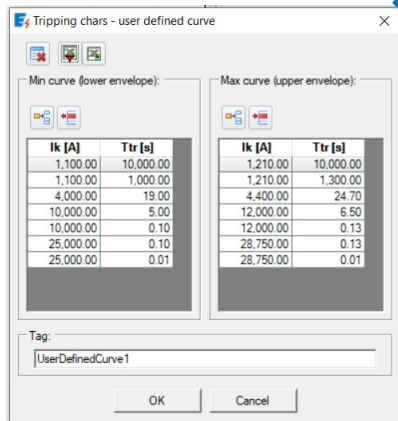 Tripping chars - user defined curve
Min curve (lower envelope):
Ik [A] Ttr [s]
1,100.00 10,000.00
1,100.00 1,000.00
4,000.00 19.00
10,000.00 5.00
10,000.00 0.10
25,000.00 0.10
25,000.00 0.01
Max curve (upper envelope):
Ik [A] Ttr [s]
1,210.00 10,000.00
1,210.00 1,300.00
4,400.00 24.70
12,000.00 6.50
12,000.00 0.13
28,750.00 0.13
28,750.00 0.01
Tag:
UserDefinedCurve1
OK Cancel